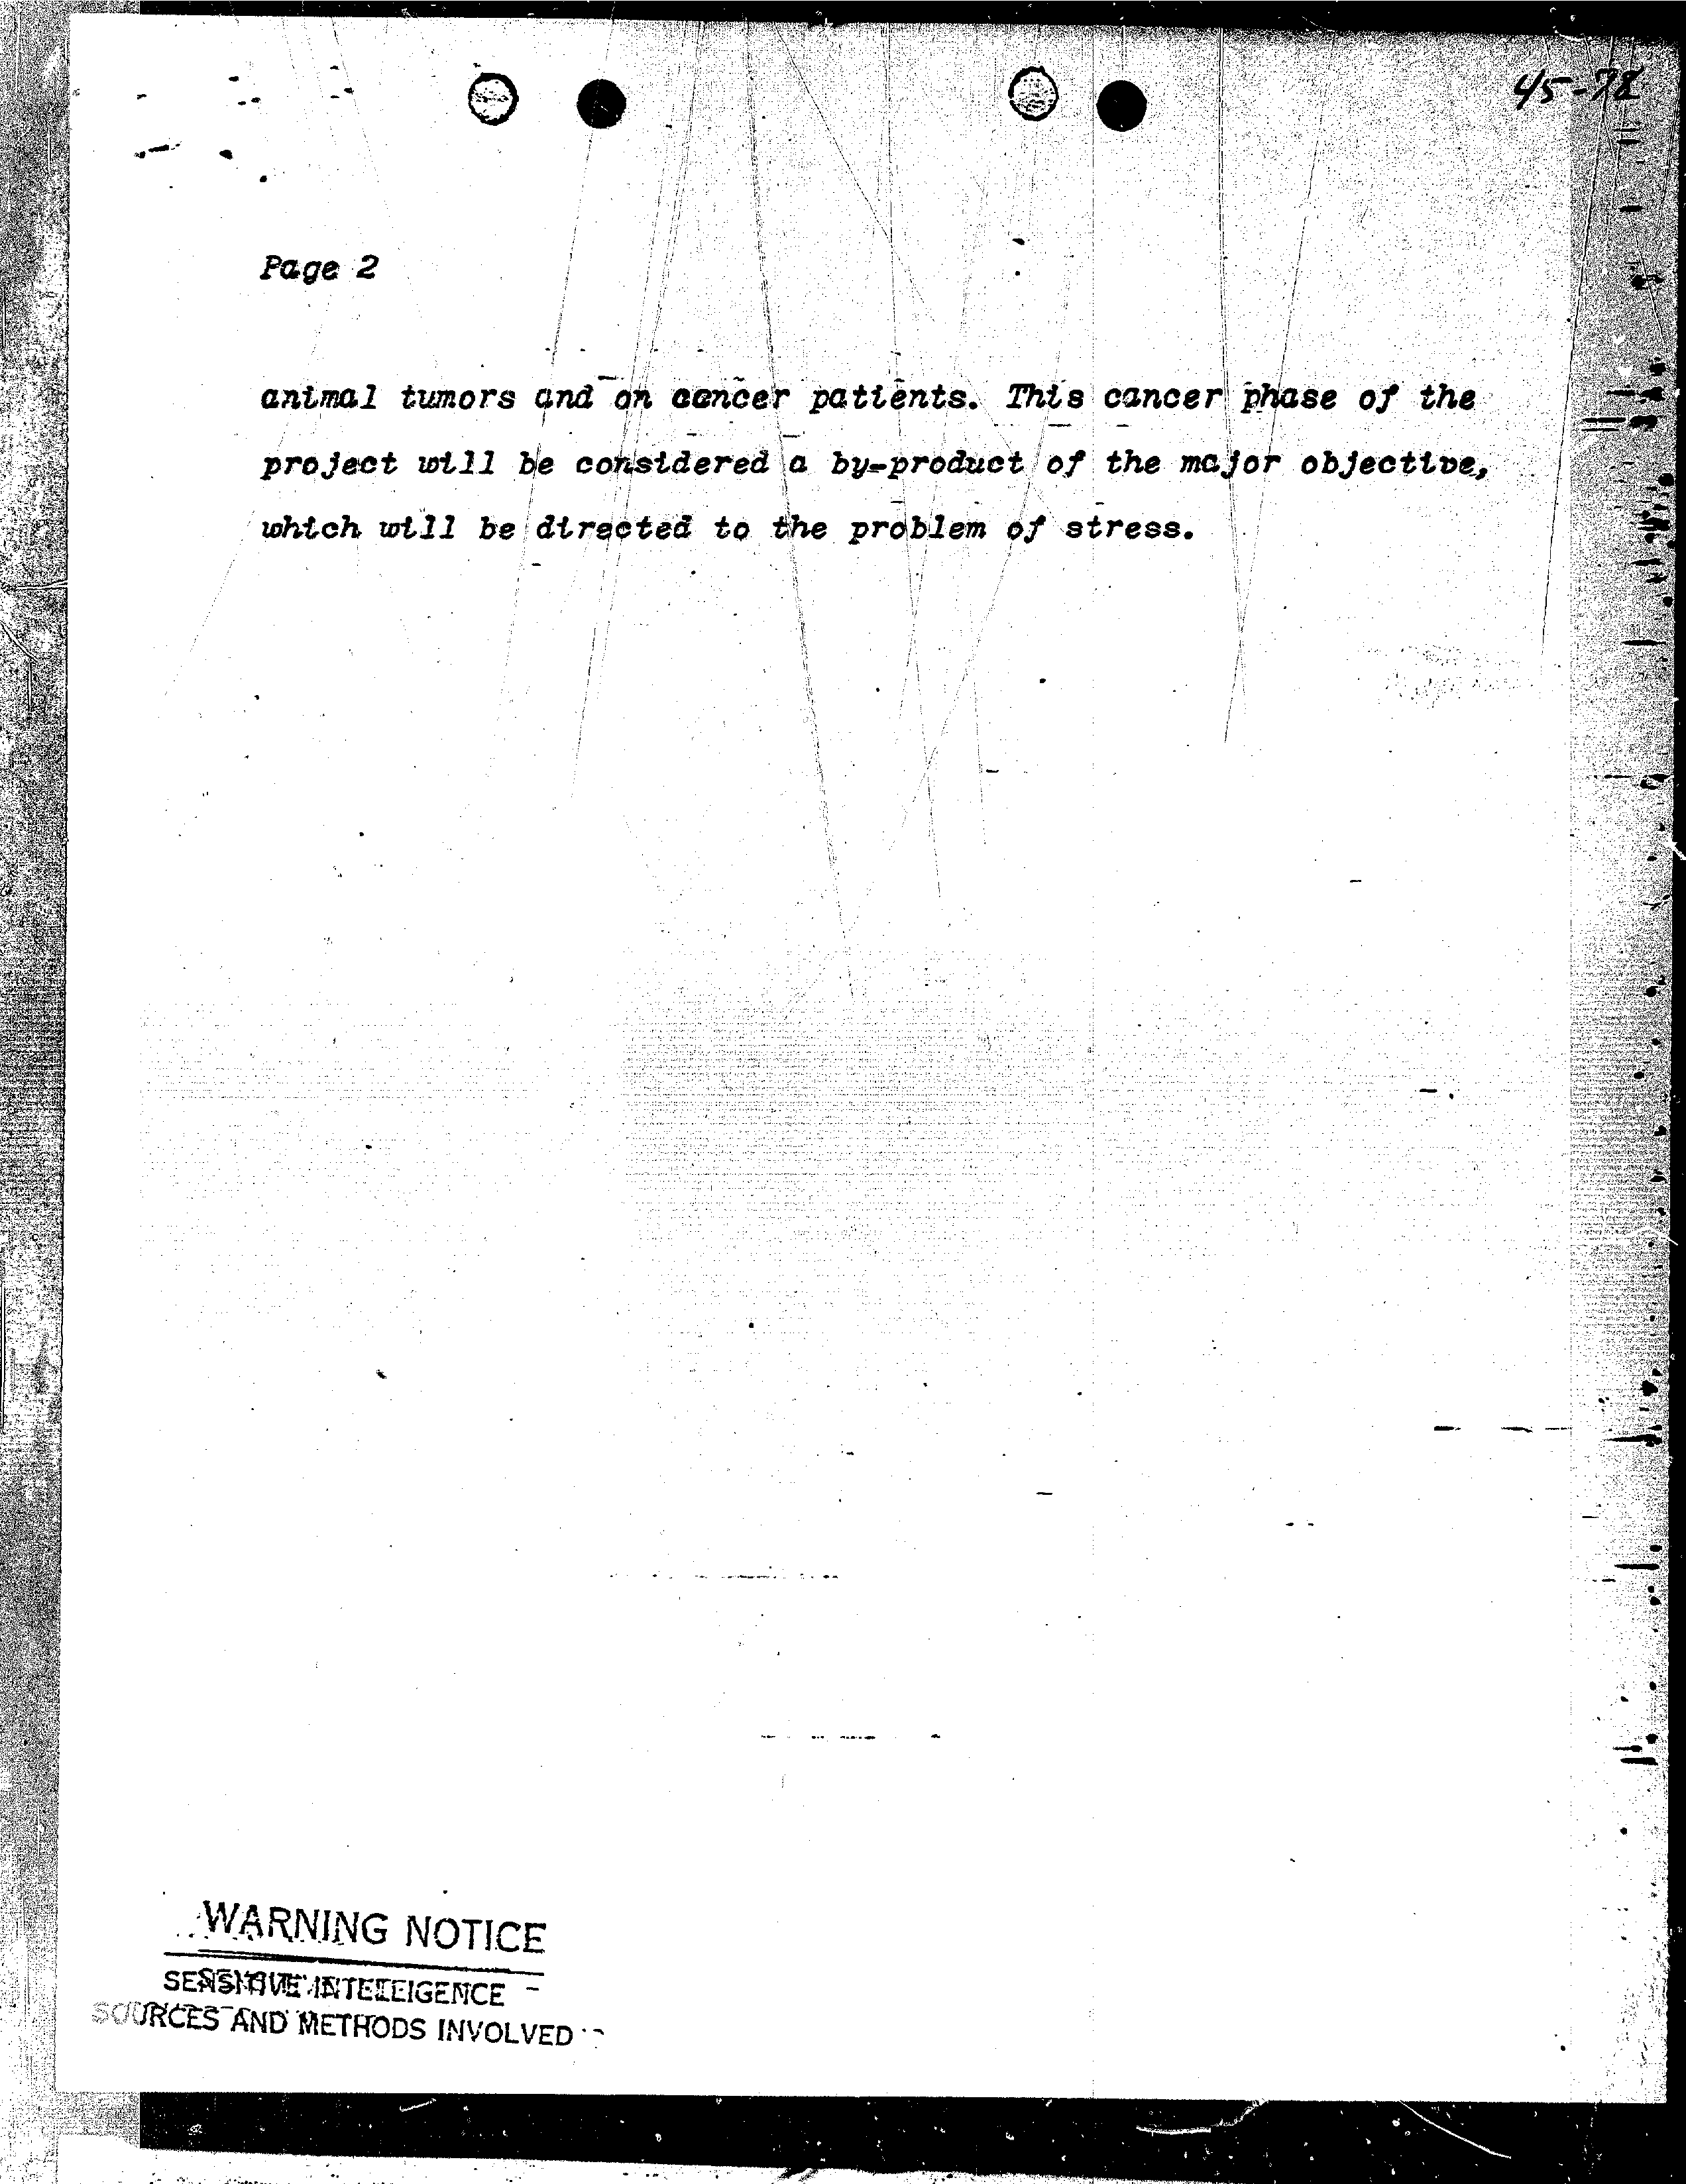 45-78
Page 2
animal tumors and on cancer patients. This cancer phase of the
project will be considered a by-product of the major objective,
which will be directed to the problem of stress.
WARNING NOTICE
SENSITIVE INTELLIGENCE
SOURCES AND METHODS INVOLVED